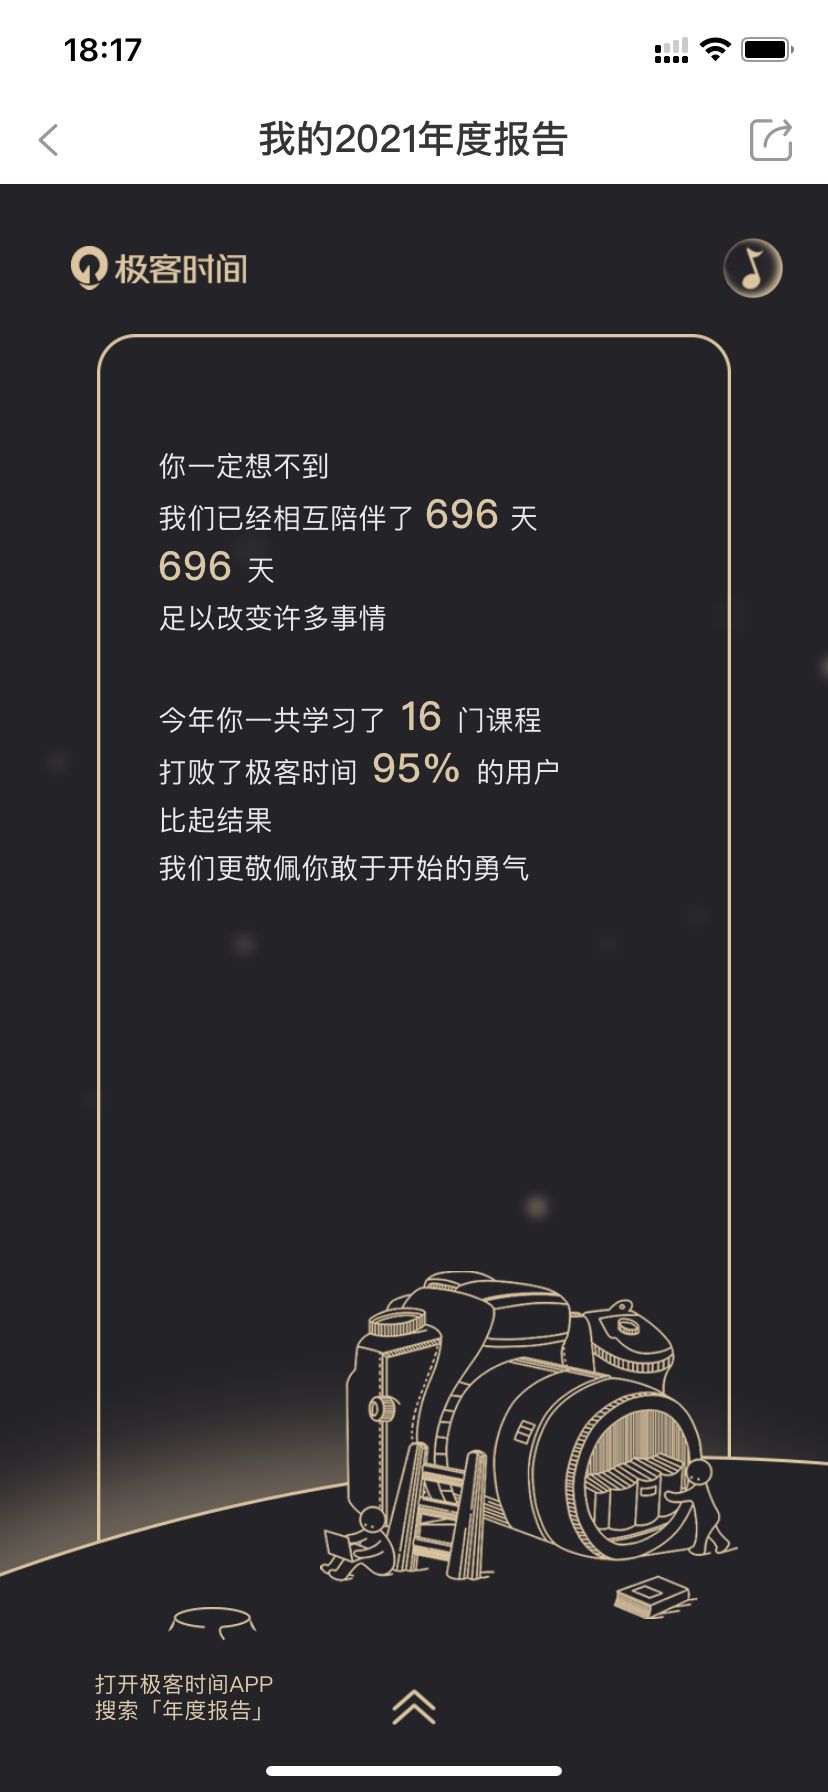 18:17
我的2021年度报告
极客时间
你一定想不到
我们已经相互陪伴了 696 天
696 天
足以改变许多事情
今年你一共学习了 16 门课程
打败了极客时间 95% 的用户
比起结果
我们更敬佩你敢于开始的勇气
打开极客时间APP
搜索「年度报告」